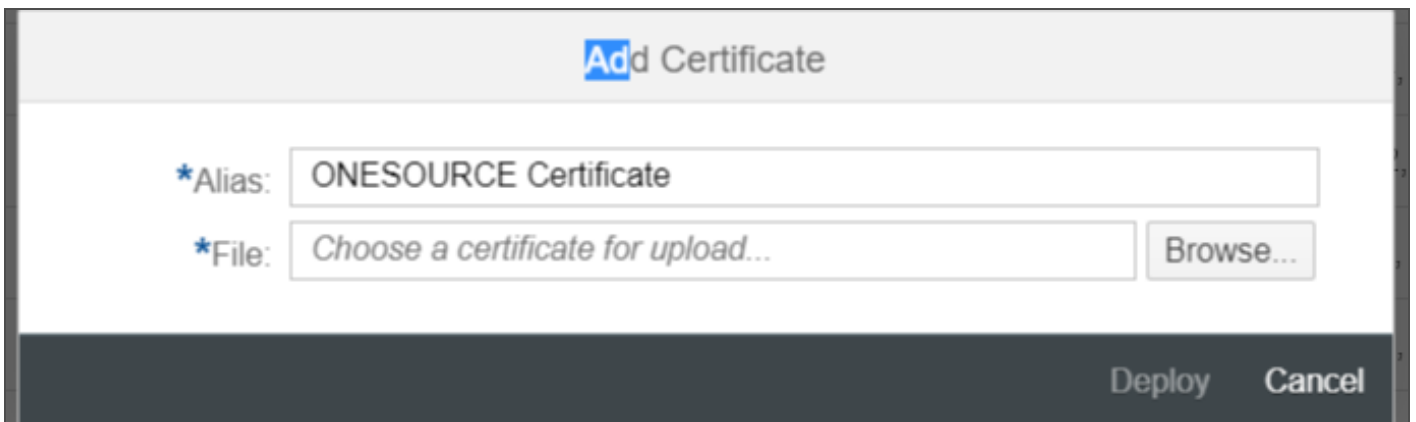 Add Certificate
*Alias: ONESOURCE Certificate
*File: Choose a certificate for upload... Browse...
Deploy Cancel